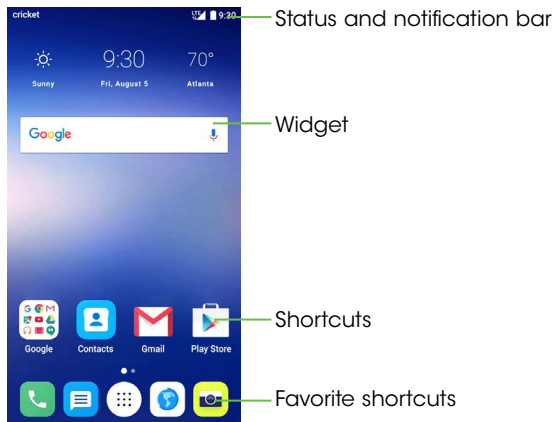 cricket LTE 9:30
Status and notification bar
9:30 70°
Sunny Fri, August 5 Atlanta
Google
Widget
Shortcuts
Google Contacts Gmail Play Store
Favorite shortcuts